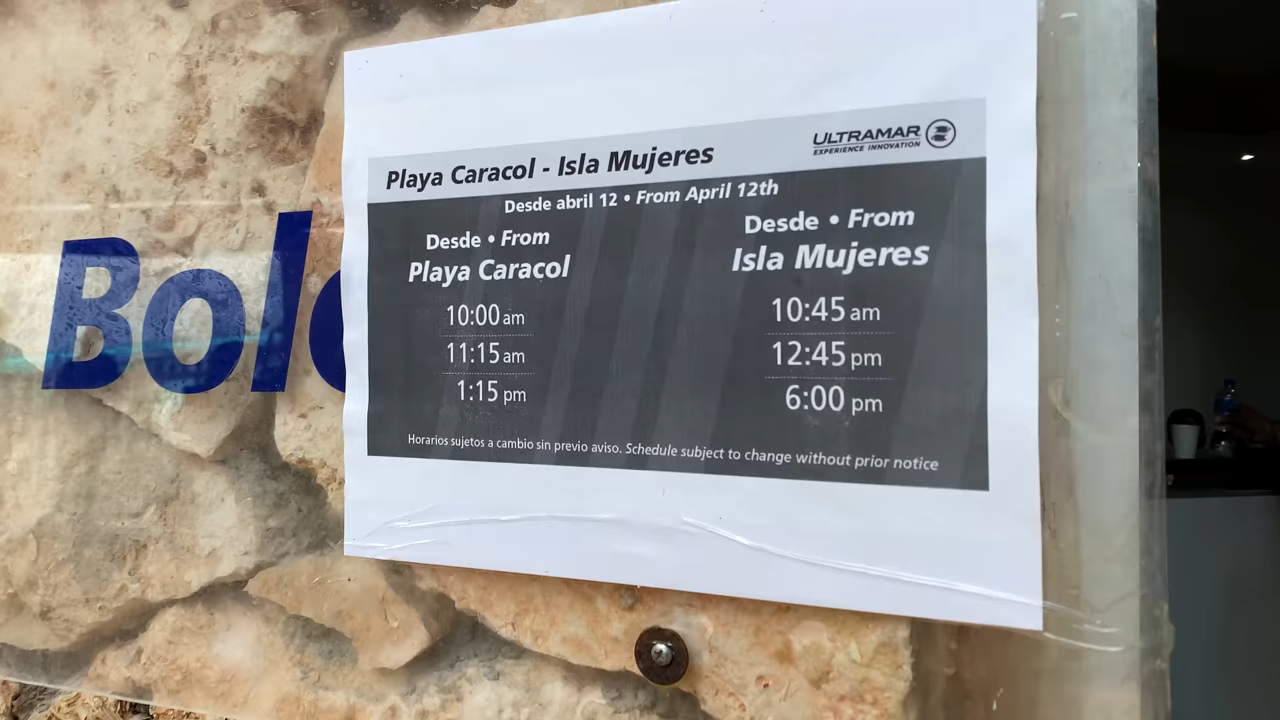 Bol
ULTRAMAR
EXPERIENCE INNOVATION
Playa Caracol - Isla Mujeres
Desde abril 12 • From April 12th
Desde • From
Playa Caracol
10:00 am
11:15 am
1:15 pm
Desde • From
Isla Mujeres
10:45 am
12:45 pm
6:00 pm
Horarios sujetos a cambio sin previo aviso. Schedule subject to change without prior notice